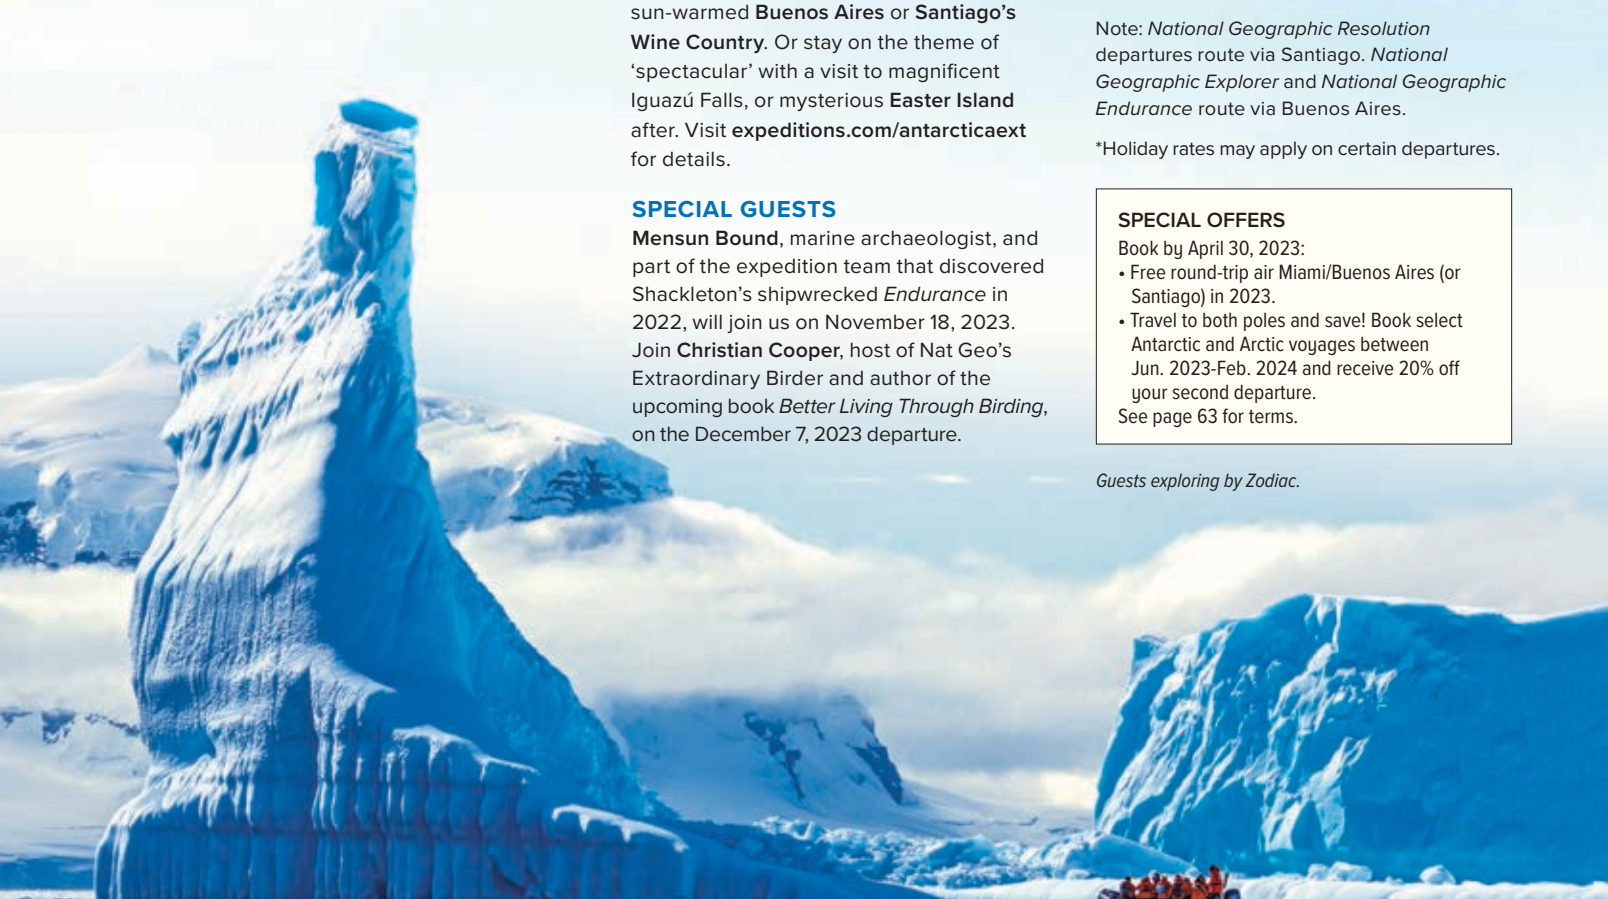 sun-warmed Buenos Aires or Santiago’s
Wine Country. Or stay on the theme of
‘spectacular’ with a visit to magnificent
Iguazú Falls, or mysterious Easter Island
after. Visit expeditions.com/antarcticaext
for details.
SPECIAL GUESTS
Mensun Bound, marine archaeologist, and
part of the expedition team that discovered
Shackleton’s shipwrecked Endurance in
2022, will join us on November 18, 2023.
Join Christian Cooper, host of Nat Geo’s
Extraordinary Birder and author of the
upcoming book Better Living Through Birding,
on the December 7, 2023 departure.
Note: National Geographic Resolution
departures route via Santiago. National
Geographic Explorer and National Geographic
Endurance route via Buenos Aires.
*Holiday rates may apply on certain departures.
SPECIAL OFFERS
Book by April 30, 2023:
• Free round-trip air Miami/Buenos Aires (or
Santiago) in 2023.
• Travel to both poles and save! Book select
Antarctic and Arctic voyages between
Jun. 2023-Feb. 2024 and receive 20% off
your second departure.
See page 63 for terms.
Guests exploring by Zodiac.